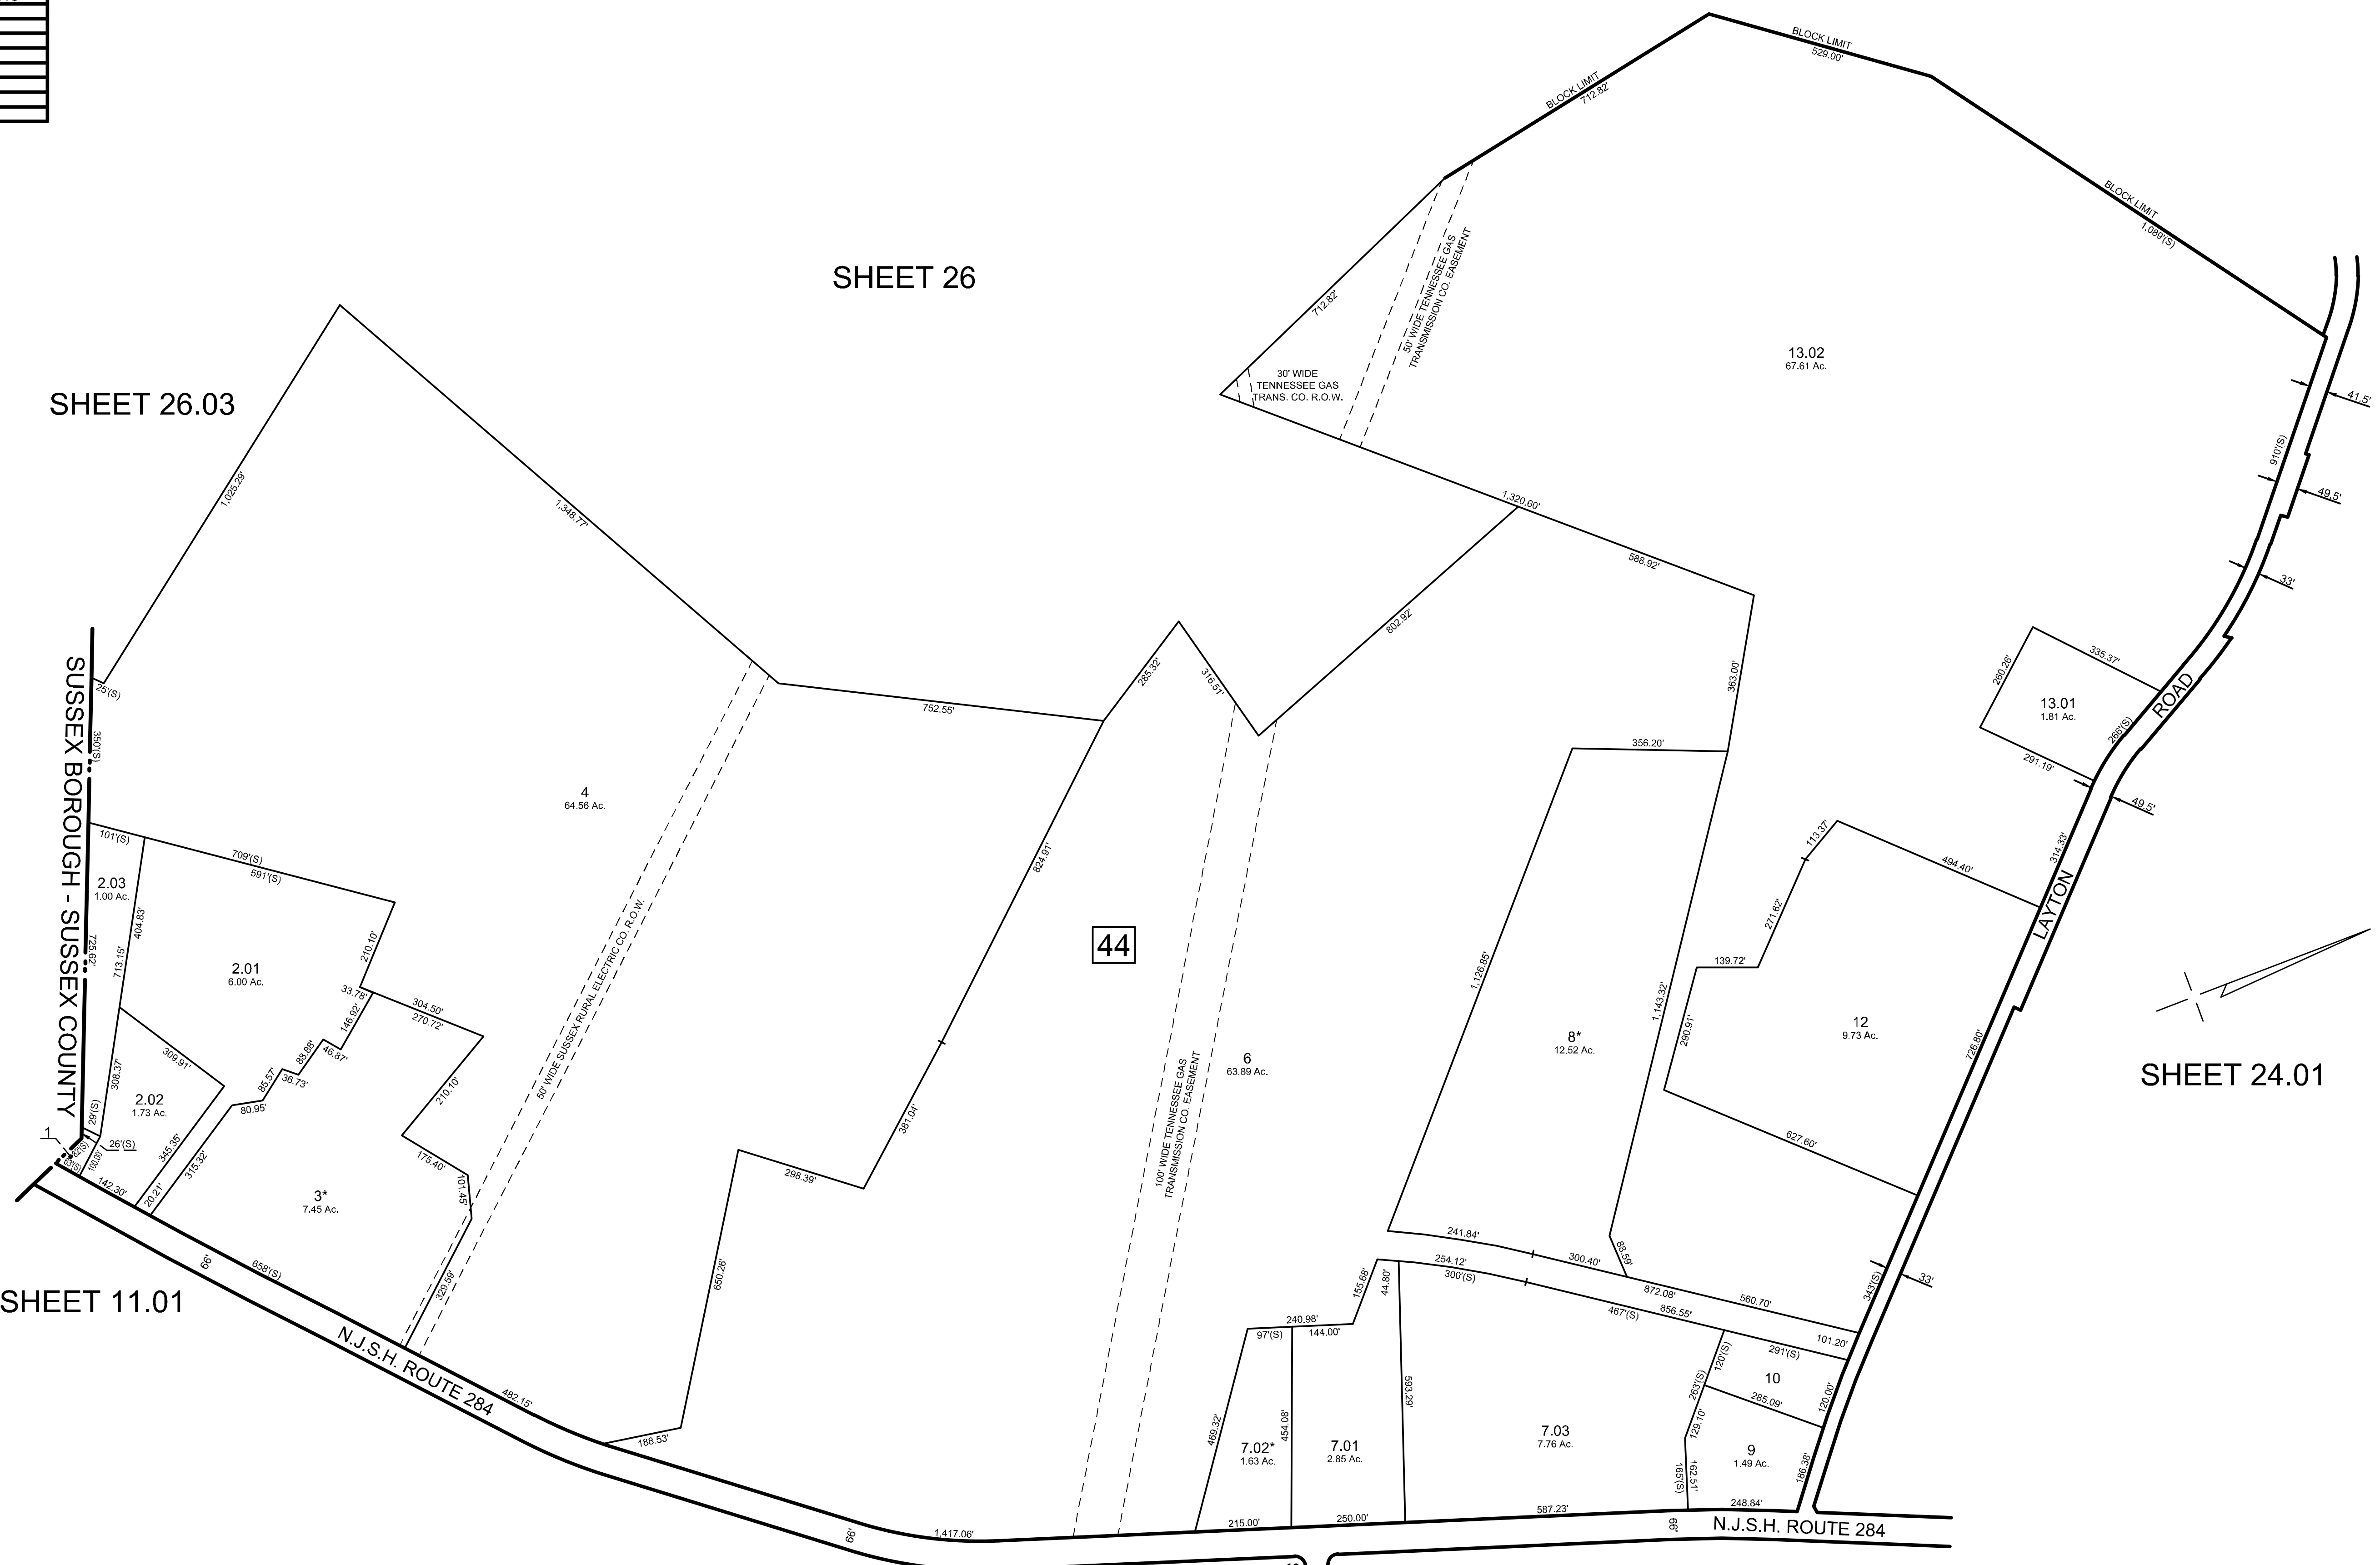 BLOCK LIMIT
529.00'
BLOCK LIMIT
712.82'
BLOCK LIMIT
1,089'(S)
SHEET 26
SHEET 26.03
712.82'
50' WIDE TENNESSEE GAS
TRANSMISSION CO. EASEMENT
30' WIDE
TENNESSEE GAS
TRANS. CO. R.O.W.
13.02
67.61 Ac.
41.5'
910'(S)
49.5'
33'
1,025.29'
1,348.77'
1,320.60'
588.92'
802.92'
363.00'
285.32'
316.51'
752.55'
25'(S)
350'(S)
SUSSEX BOROUGH - SUSSEX COUNTY
4
64.56 Ac.
335.37'
260.26'
13.01
1.81 Ac.
266'(S)
291.19'
ROAD
49.5'
356.20'
101'(S)
709'(S)
591'(S)
2.03
1.00 Ac.
404.83'
713.15'
725.62'
2.01
6.00 Ac.
210.10'
33.78'
304.50'
270.72'
146.92'
46.87'
88.88'
36.73'
85.57'
80.95'
210.10'
175.40'
101.45'
309.91'
308.37'
2.02
1.73 Ac.
29'(S)
26'(S)
1
62'(S)
63'(S)
100.00'
142.30'
345.35'
20.21'
315.32'
3*
7.45 Ac.
329.59'
658'(S)
66'
SHEET 11.01
N.J.S.H. ROUTE 284
482.15'
50' WIDE SUSSEX RURAL ELECTRIC CO. R.O.W.
824.91'
381.04'
298.39'
650.26'
188.53'
44
6
63.89 Ac.
100' WIDE TENNESSEE GAS
TRANSMISSION CO. EASEMENT
1,126.85'
1,143.32'
8*
12.52 Ac.
113.37'
494.40'
314.33'
271.62'
139.72'
290.91'
12
9.73 Ac.
627.60'
726.80'
LAYTON
SHEET 24.01
33'
343'(S)
241.84'
300.40'
88.59'
254.12'
300'(S)
872.08'
560.70'
467'(S)
856.55'
101.20'
291'(S)
155.68'
44.80'
240.98'
97'(S)
144.00'
469.32'
454.08'
593.29'
7.02*
1.63 Ac.
7.01
2.85 Ac.
7.03
7.76 Ac.
120'(S)
263'(S)
129.10'
10
285.09'
120.00'
9
1.49 Ac.
186.38'
165'(S)
162.51'
248.84'
587.23'
250.00'
215.00'
1,417.06'
66'
66'
N.J.S.H. ROUTE 284